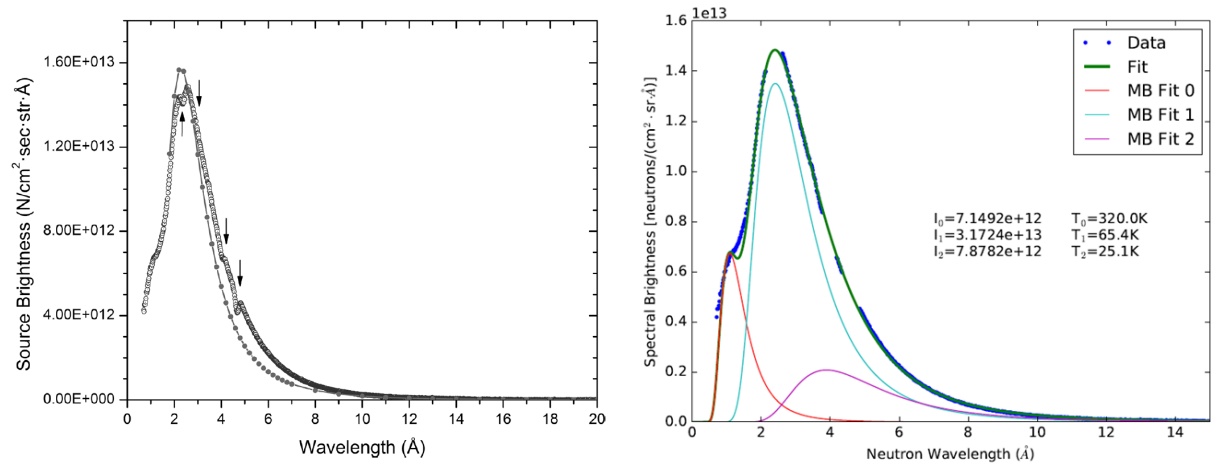 Source Brightness (N/cm²·sec·str·Å)
1.60E+013
1.20E+013
8.00E+012
4.00E+012
0.00E+000
0 2 4 6 8 10 12 14 16 18 20
Wavelength (Å)
1e13
Spectral Brightness [neutrons/(cm² · sr·Å)]
1.6
1.4
1.2
1.0
0.8
0.6
0.4
0.2
0.0
0 2 4 6 8 10 12 14
Neutron Wavelength (Å)
Data
Fit
MB Fit 0
MB Fit 1
MB Fit 2
I₀=7.1492e+12 T₀=320.0K
I₁=3.1724e+13 T₁=65.4K
I₂=7.8782e+12 T₂=25.1K